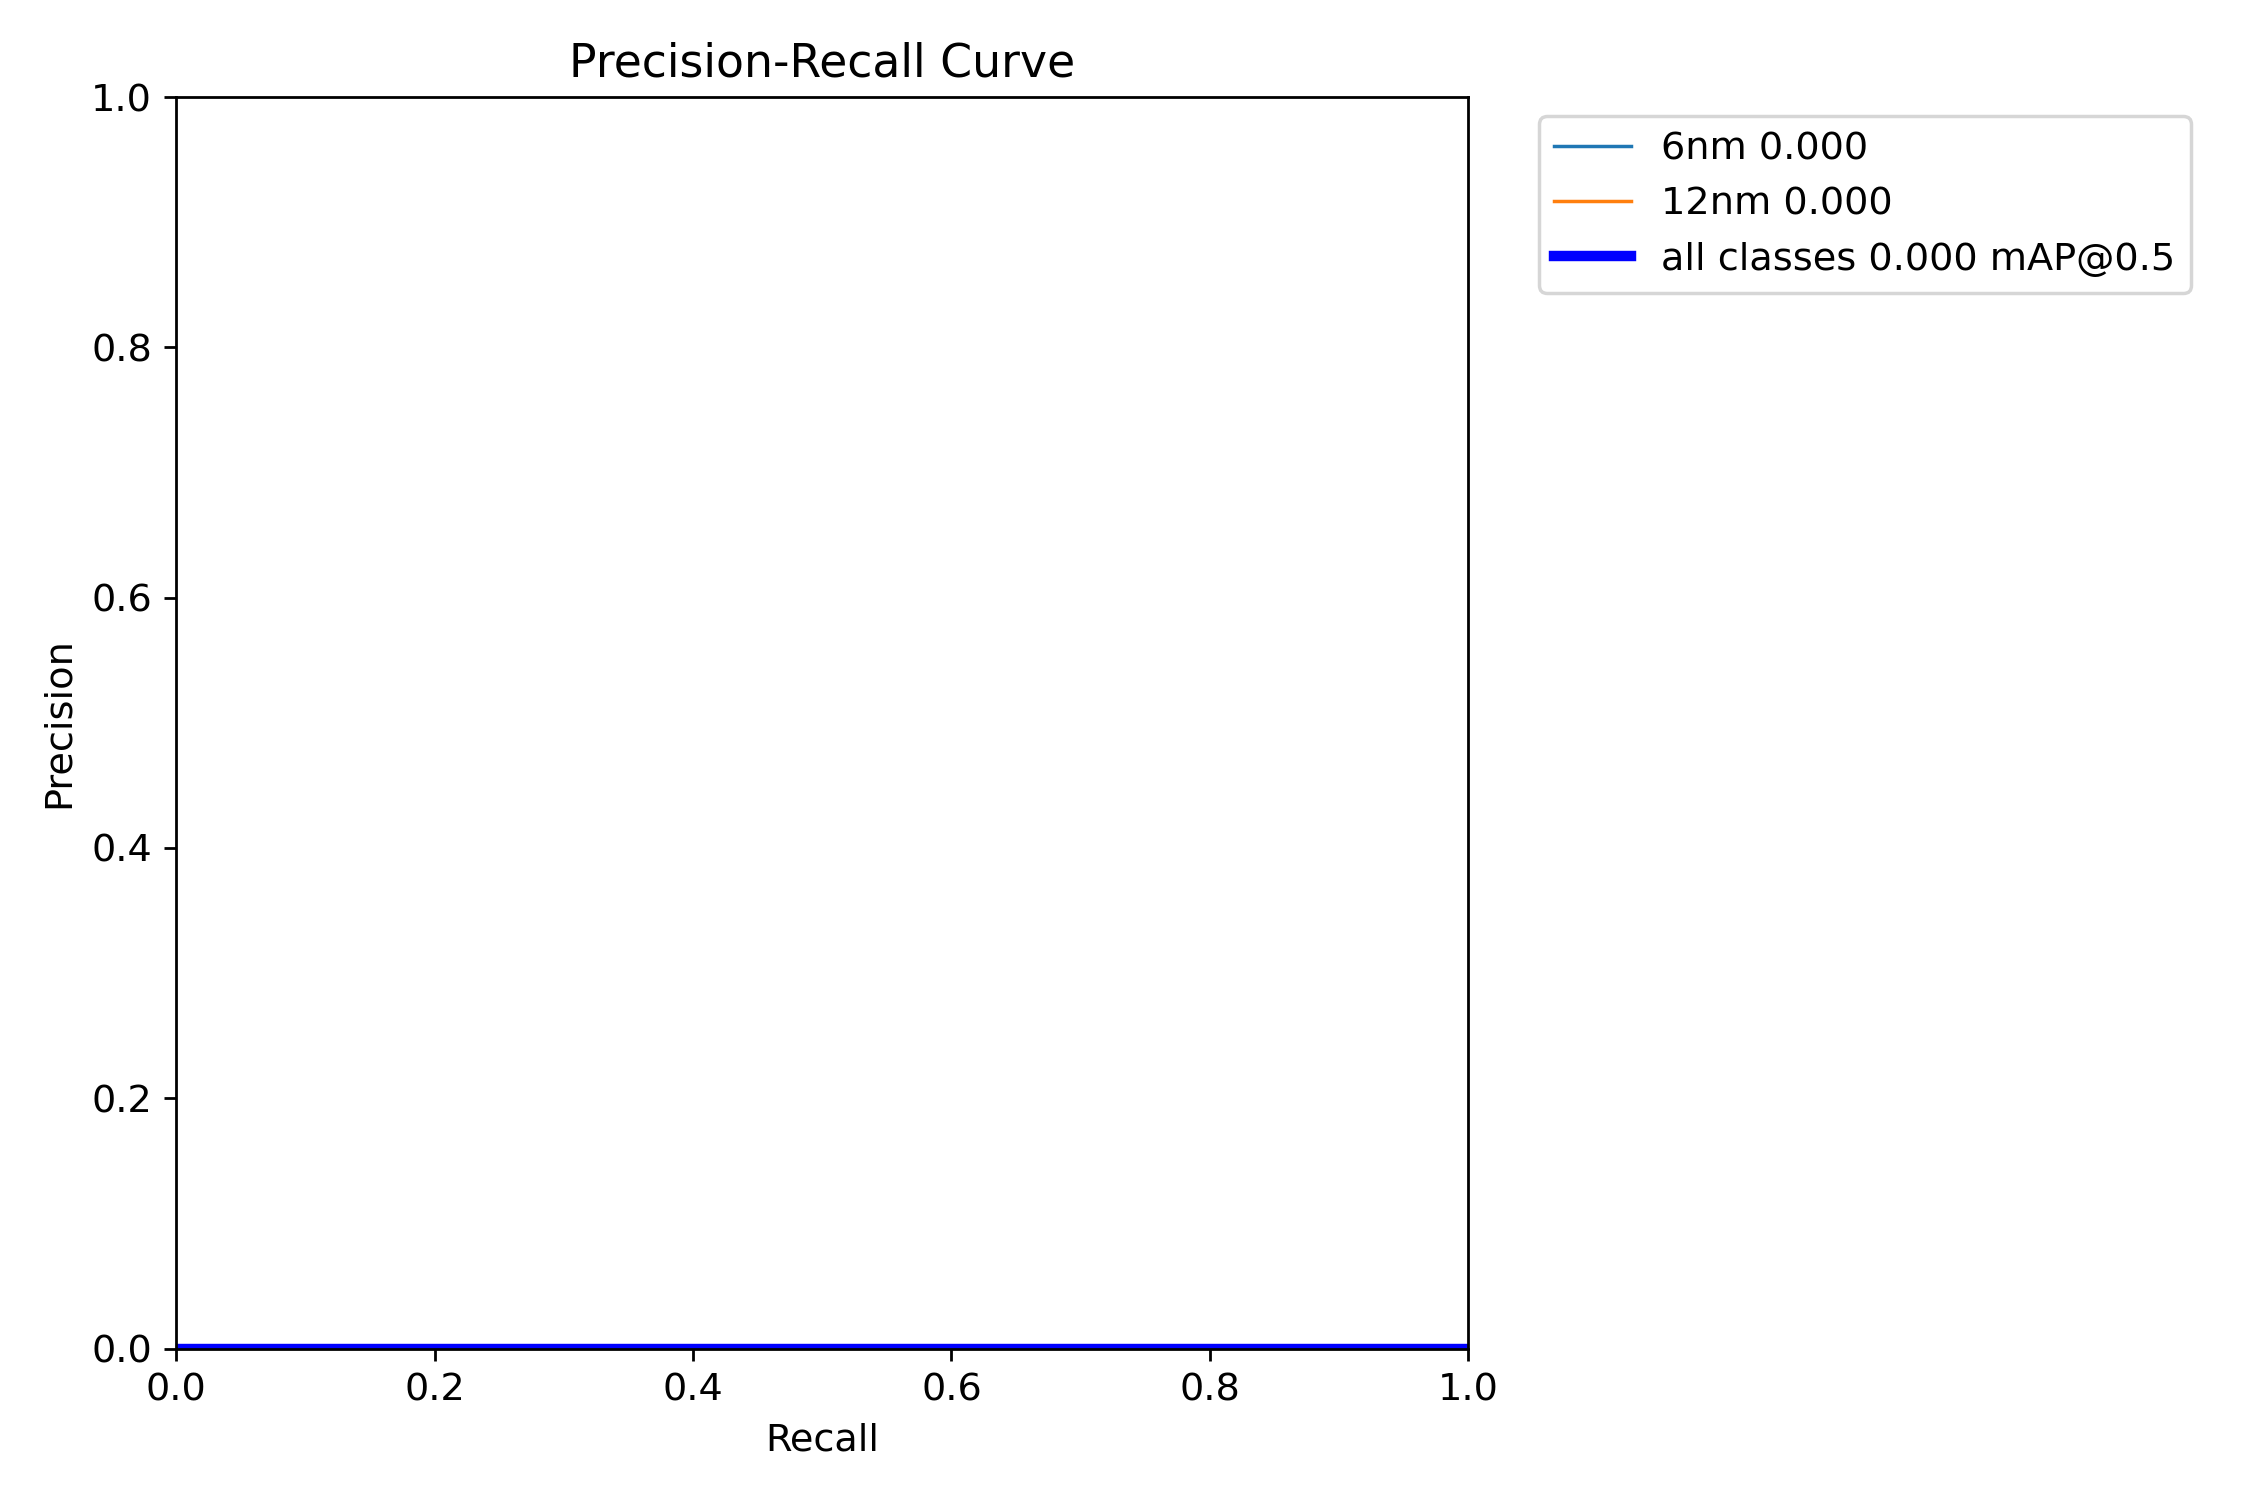 Precision-Recall Curve
1.0
0.8
0.6
0.4
0.2
0.0
Precision
0.0 0.2 0.4 0.6 0.8 1.0
Recall
6nm 0.000
12nm 0.000
all classes 0.000 mAP@0.5